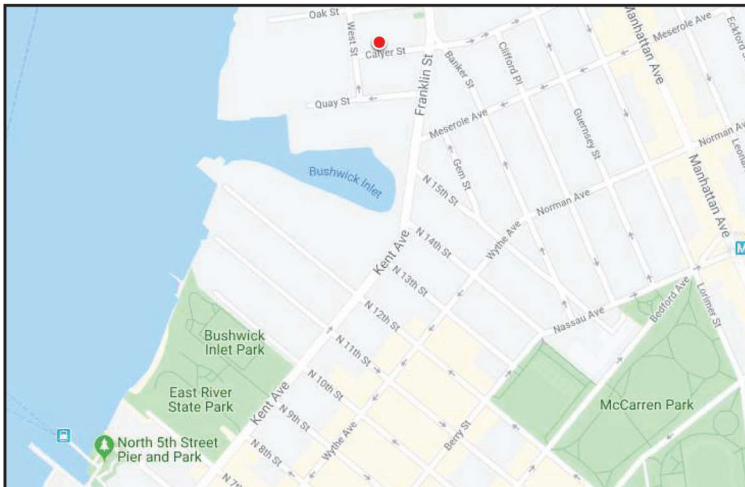 Oak St
West St
Calyer St
Quay St
Franklin St
Banker St
Clifford Pl
Meserole Ave
Manhattan Ave
Eckford
Meserole Ave
Guernsey St
Norman Av
Leon
Bushwick Inlet
Gem St
N 15th St
Norman Ave
Wythe Ave
Manhattan Ave
N 14th St
Kent Ave
N 13th St
M
Nassau Ave
Bedford Ave
Lorimer St
N 12th St
Bushwick
Inlet Park
N 11th St
East River
State Park
Kent Ave
N 10th St
McCarren Park
N 9th St
Wythe Ave
Berry St
North 5th Street
Pier and Park
N 8th St
N 7th